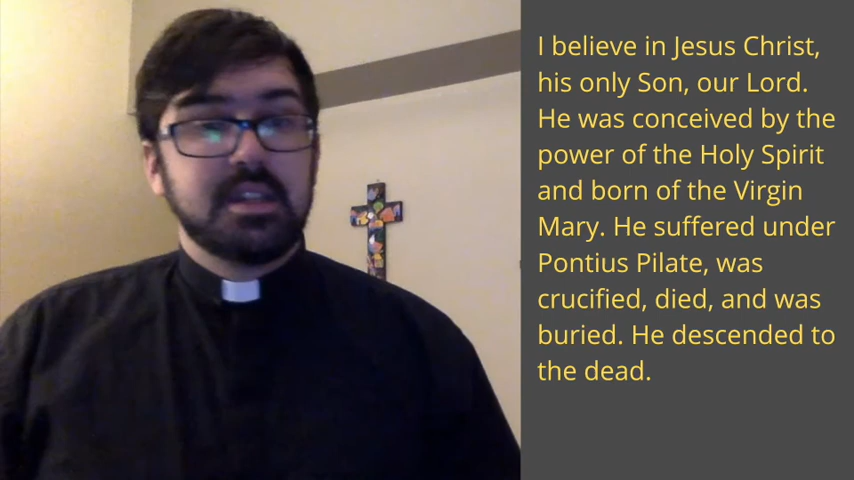 I believe in Jesus Christ,
his only Son, our Lord.
He was conceived by the
power of the Holy Spirit
and born of the Virgin
Mary. He suffered under
Pontius Pilate, was
crucified, died, and was
buried. He descended to
the dead.